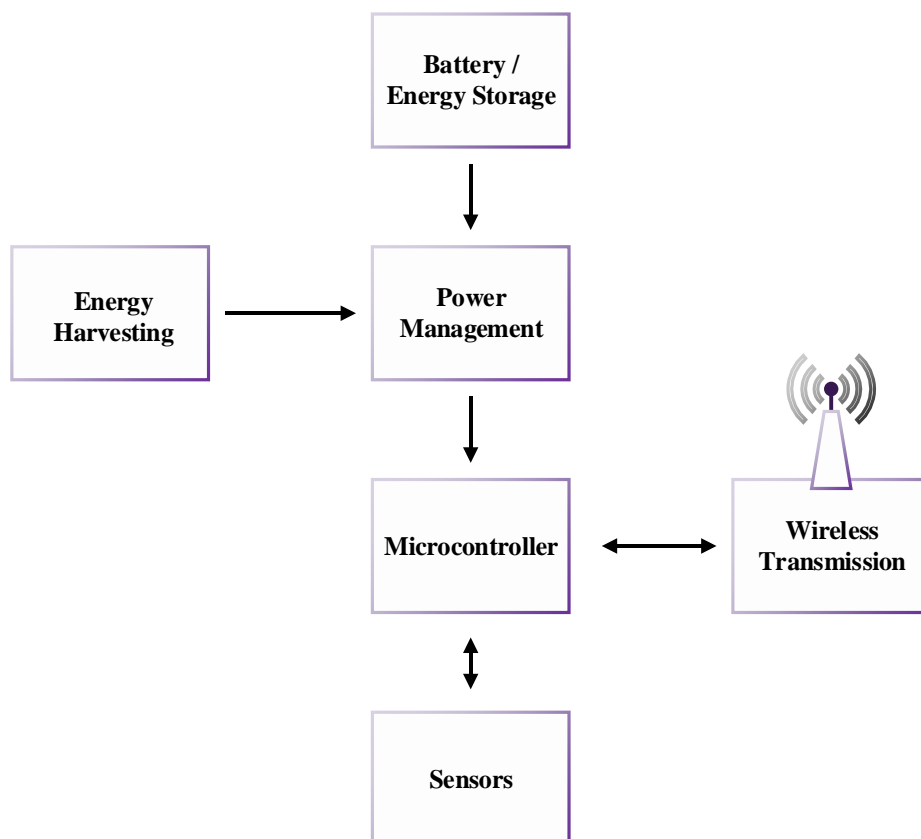 Battery /
Energy Storage
Energy
Harvesting
Power
Management
Microcontroller
Wireless
Transmission
Sensors